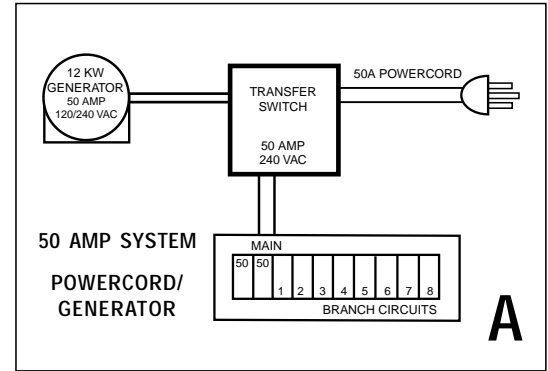 12 KW
GENERATOR
50 AMP
120/240 VAC
TRANSFER
SWITCH
50 AMP
240 VAC
50A POWERCORD
50 AMP SYSTEM
POWERCORD/
GENERATOR
MAIN
50 50
1 2 3 4 5 6 7 8
BRANCH CIRCUITS
A